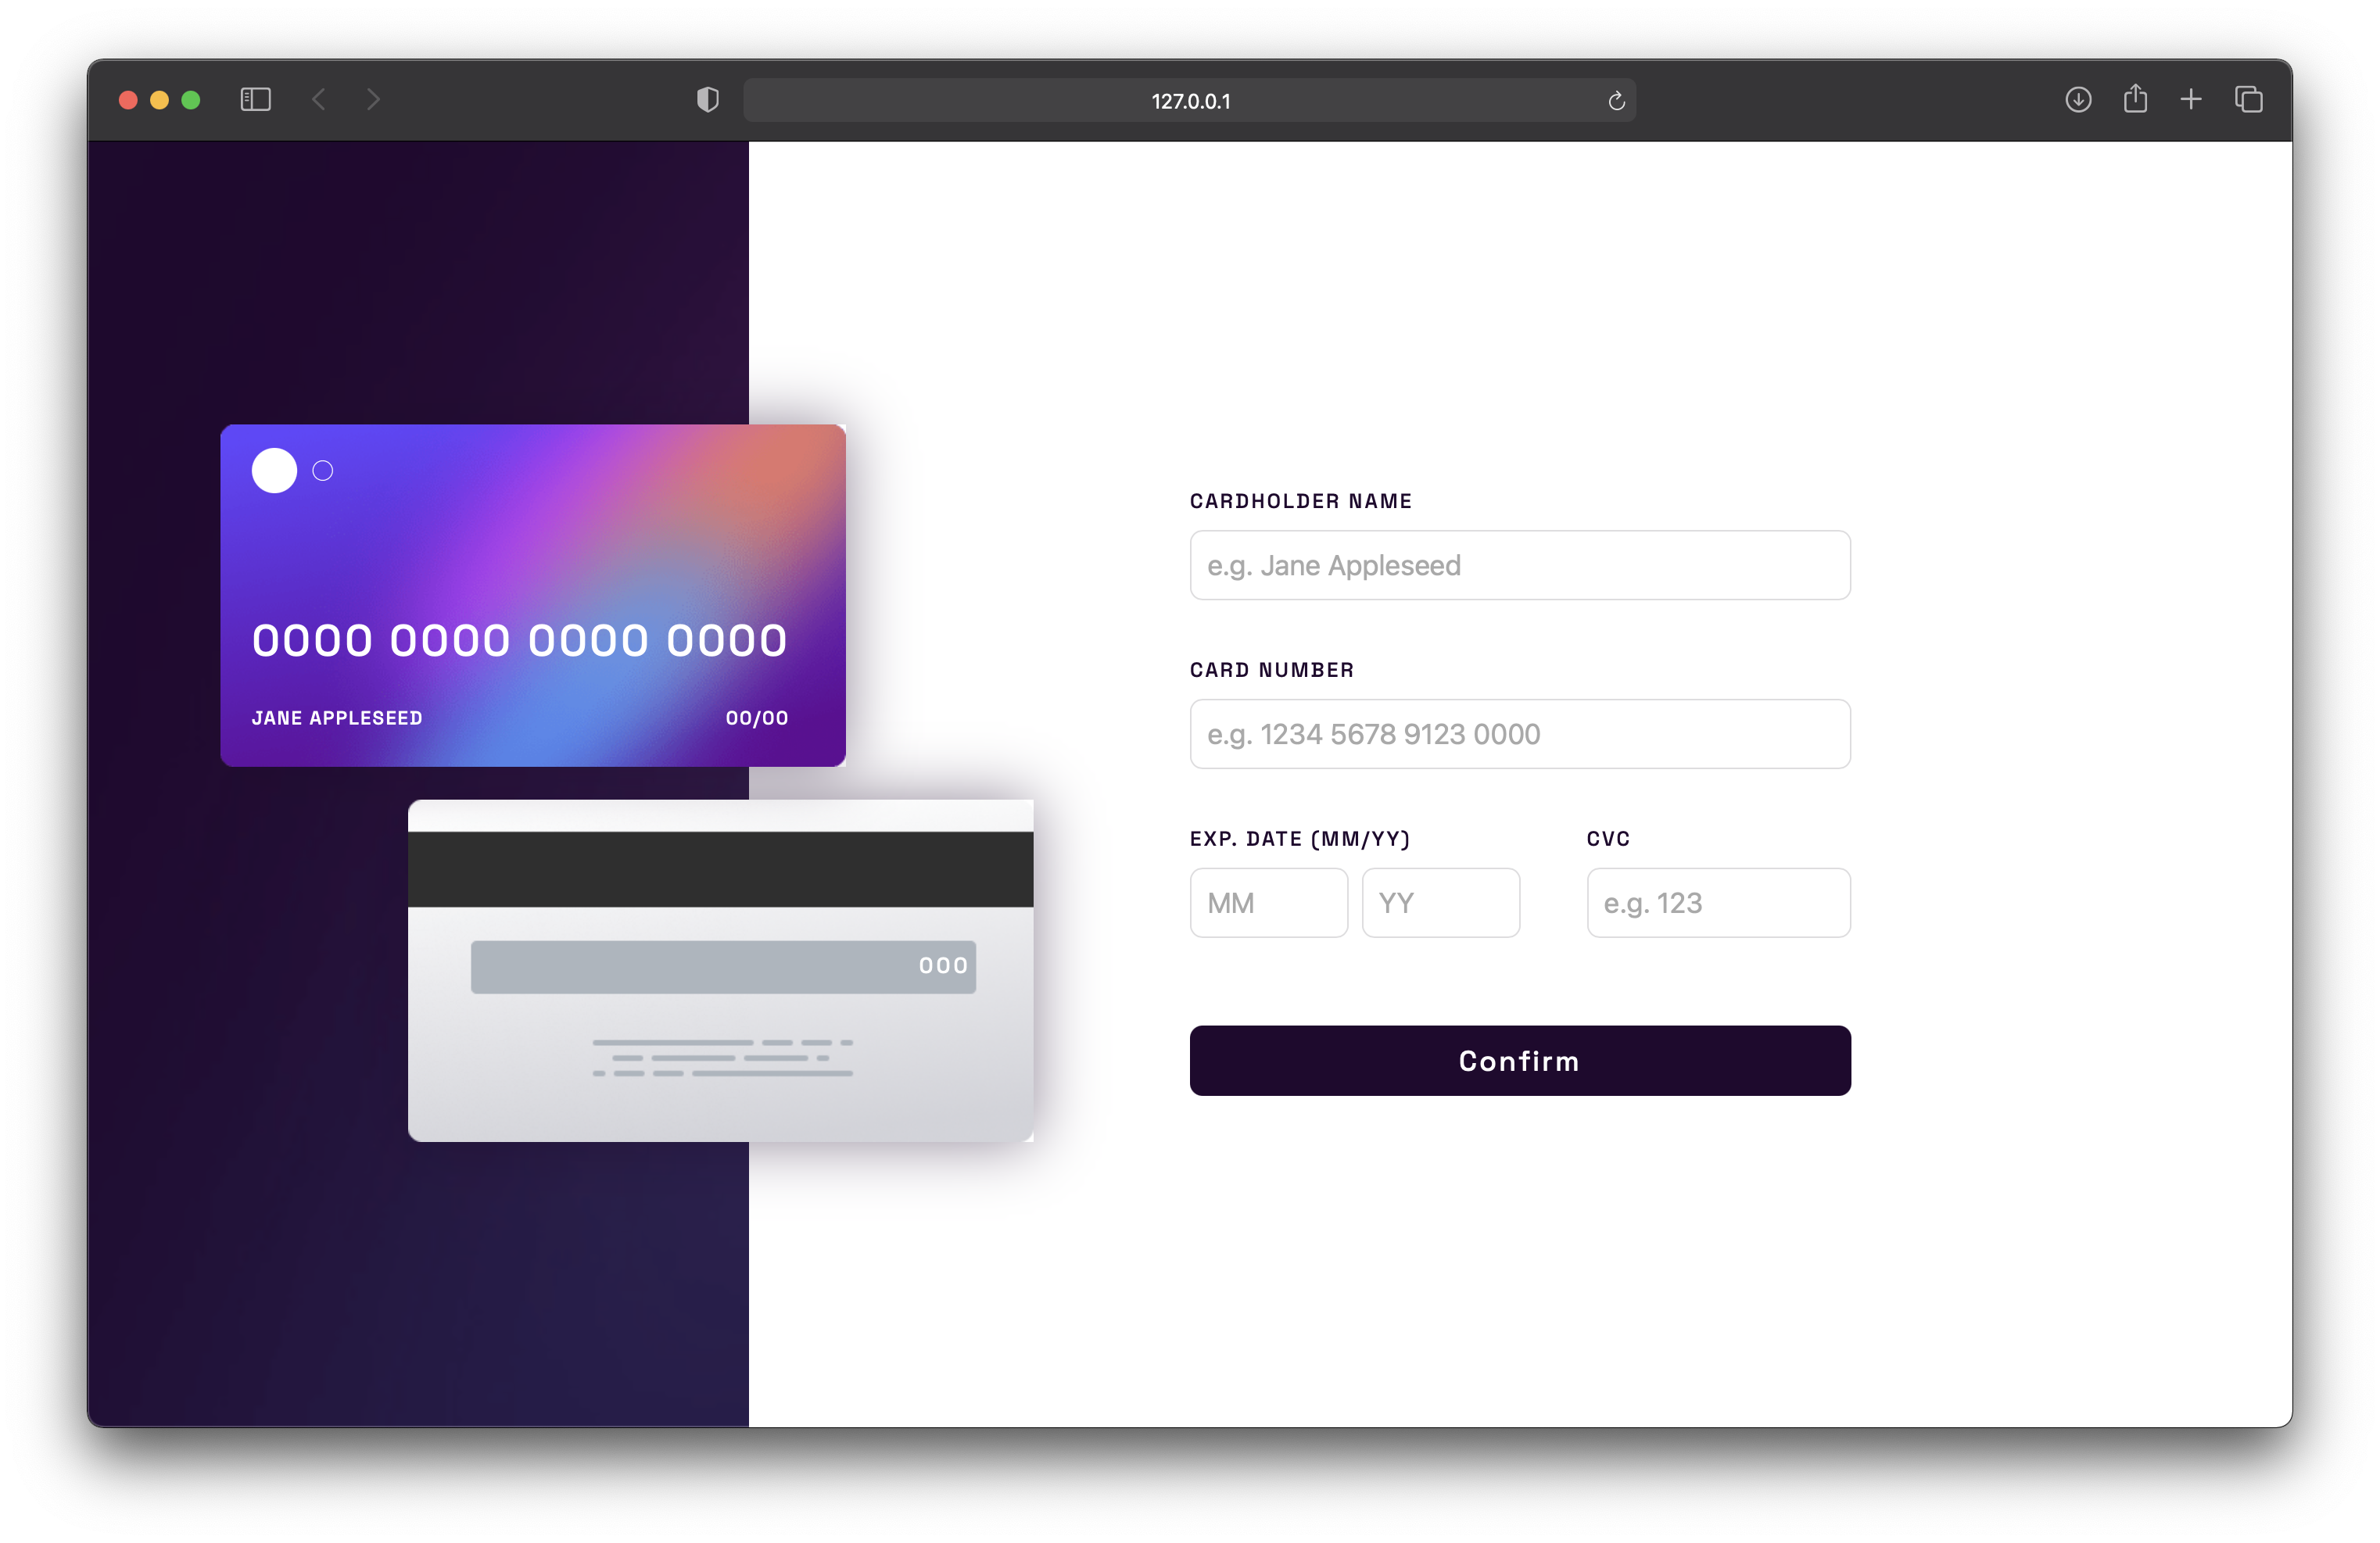 127.0.0.1
0000 0000 0000 0000
JANE APPLESEED 00/00
000
CARDHOLDER NAME
e.g. Jane Appleseed
CARD NUMBER
e.g. 1234 5678 9123 0000
EXP. DATE (MM/YY) CVC
MM YY e.g. 123
Confirm